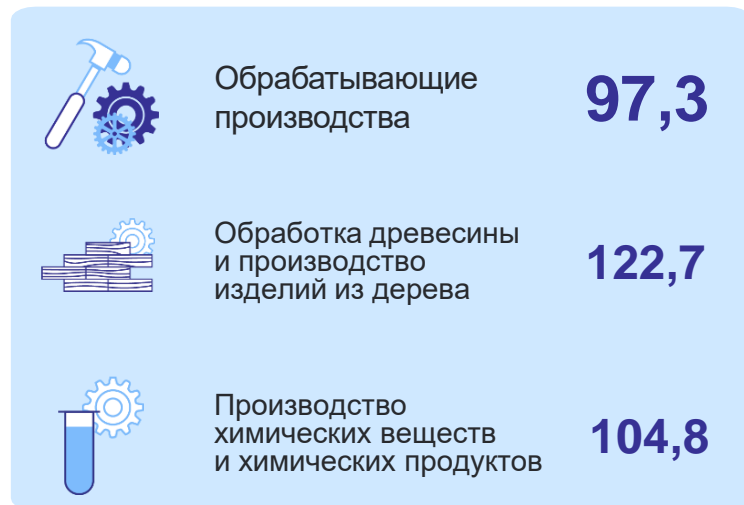 Обрабатывающие
производства
97,3
Обработка древесины
и производство
изделий из дерева
122,7
Производство
химических веществ
и химических продуктов
104,8